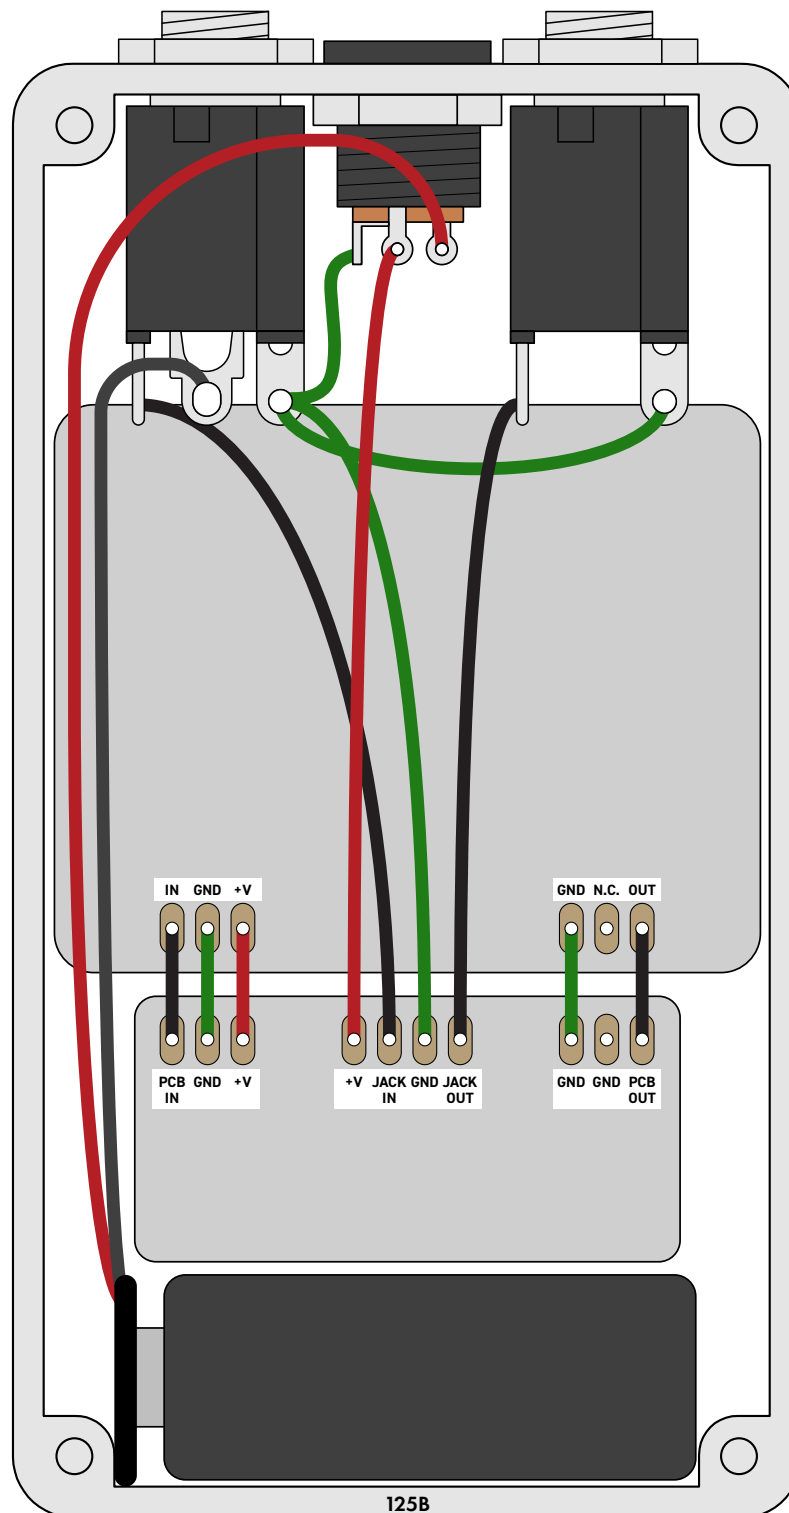 IN GND +V
GND N.C. OUT
PCB IN GND +V
+V JACK IN GND JACK OUT
GND GND PCB OUT
125B